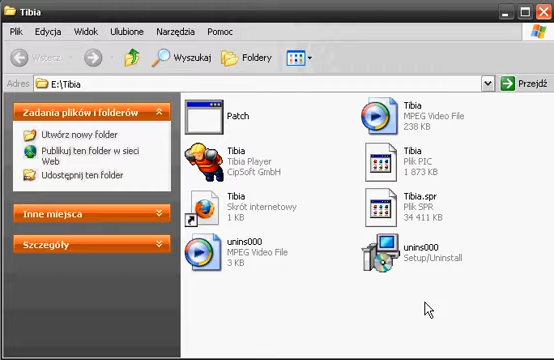 Tibia
Plik Edycja Widok Ulubione Narzędzia Pomoc
Wstecz Wyszukaj Foldery
Adres E:\Tibia Przejdź
Zadania plików i folderów
Utwórz nowy folder
Publikuj ten folder w sieci
Web
Udostępnij ten folder
Inne miejsca
Szczegóły
Patch
Tibia
MPEG Video File
238 KB
Tibia
Tibia Player
CipSoft GmbH
Tibia
Plik PIC
1 873 KB
Tibia
Skrót internetowy
1 KB
Tibia.spr
Plik SPR
34 411 KB
unins000
MPEG Video File
3 KB
unins000
Setup/Uninstall